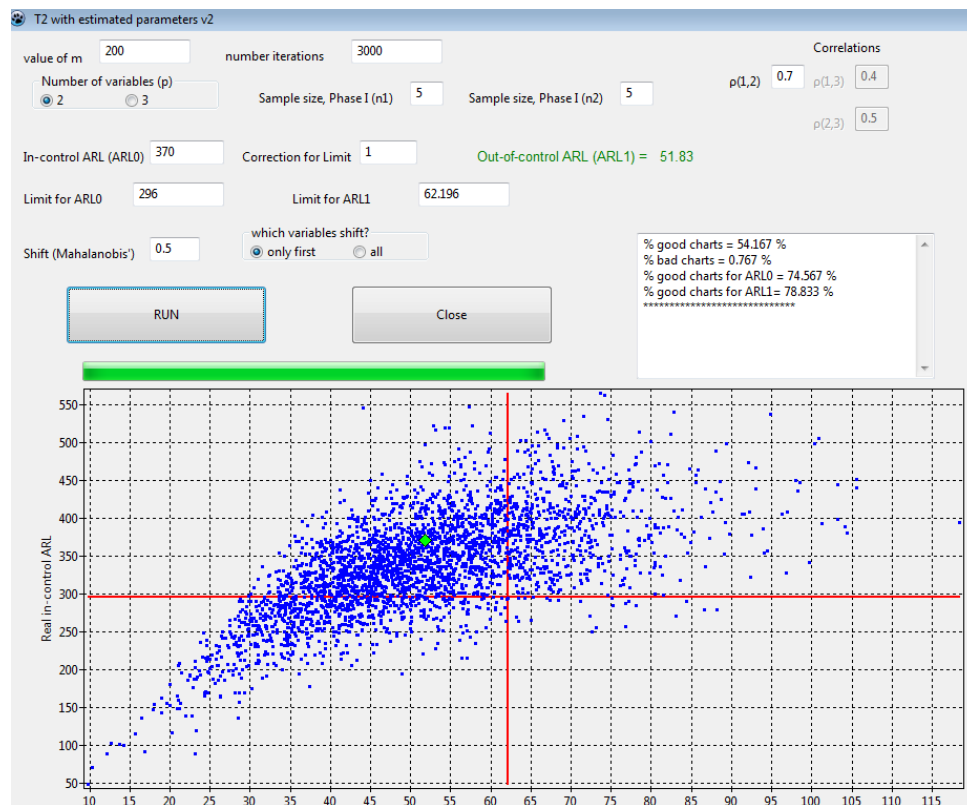 T2 with estimated parameters v2
value of m 200 number iterations 3000
Correlations
Number of variables (p)
2 3
Sample size, Phase I (n1) 5 Sample size, Phase I (n2) 5
ρ(1,2) 0.7 ρ(1,3) 0.4
ρ(2,3) 0.5
In-control ARL (ARL0) 370 Correction for Limit 1 Out-of-control ARL (ARL1) = 51.83
Limit for ARL0 296 Limit for ARL1 62.196
Shift (Mahalanobis') 0.5
which variables shift?
only first all
% good charts = 54.167 %
% bad charts = 0.767 %
% good charts for ARL0 = 74.567 %
% good charts for ARL1= 78.833 %
*****************************
RUN Close
Real in-control ARL
550
500
450
400
350
300
250
200
150
100
50
10 15 20 25 30 35 40 45 50 55 60 65 70 75 80 85 90 95 100 105 110 115